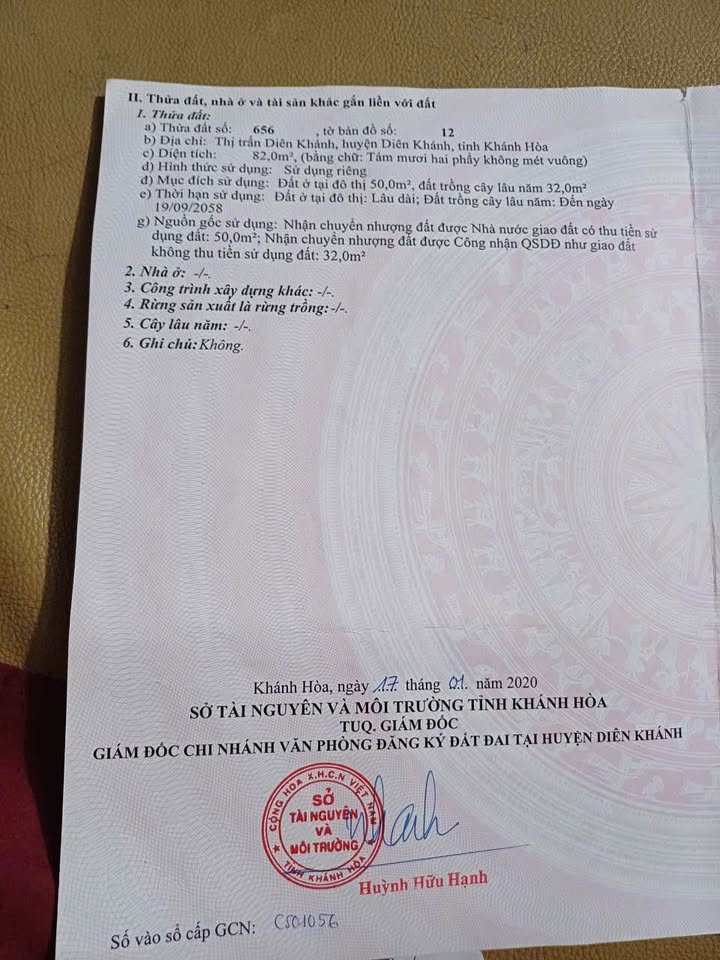 II. Thửa đất, nhà ở và tài sản khác gắn liền với đất
1. Thửa đất:
a) Thửa đất số: 656 , tờ bản đồ số: 12
b) Địa chỉ: Thị trấn Diên Khánh, huyện Diên Khánh, tỉnh Khánh Hòa
c) Diện tích: 82,0m², (bằng chữ: Tám mươi hai phẩy không mét vuông)
d) Hình thức sử dụng: Sử dụng riêng
đ) Mục đích sử dụng: Đất ở tại đô thị 50,0m², đất trồng cây lâu năm 32,0m²
e) Thời hạn sử dụng: Đất ở tại đô thị: Lâu dài; Đất trồng cây lâu năm: Đến ngày
19/09/2058
g) Nguồn gốc sử dụng: Nhận chuyển nhượng đất được Nhà nước giao đất có thu tiền sử
dụng đất: 50,0m²; Nhận chuyển nhượng đất được Công nhận QSDĐ như giao đất
không thu tiền sử dụng đất: 32,0m²
2. Nhà ở: -/-.
3. Công trình xây dựng khác: -/-.
4. Rừng sản xuất là rừng trồng: -/-.
5. Cây lâu năm: -/-.
6. Ghi chú: Không.
Khánh Hòa, ngày 17 tháng 01 năm 2020
SỞ TÀI NGUYÊN VÀ MÔI TRƯỜNG TỈNH KHÁNH HÒA
TUQ. GIÁM ĐỐC
GIÁM ĐỐC CHI NHÁNH VĂN PHÒNG ĐĂNG KÝ ĐẤT ĐAI TẠI HUYỆN DIÊN KHÁNH
CỘNG HÒA X.H.C.N VIỆT NAM
SỞ
TÀI NGUYÊN
VÀ
MÔI TRƯỜNG
TỈNH KHÁNH HÒA
Huỳnh Hữu Hạnh
Số vào sổ cấp GCN: CS01056